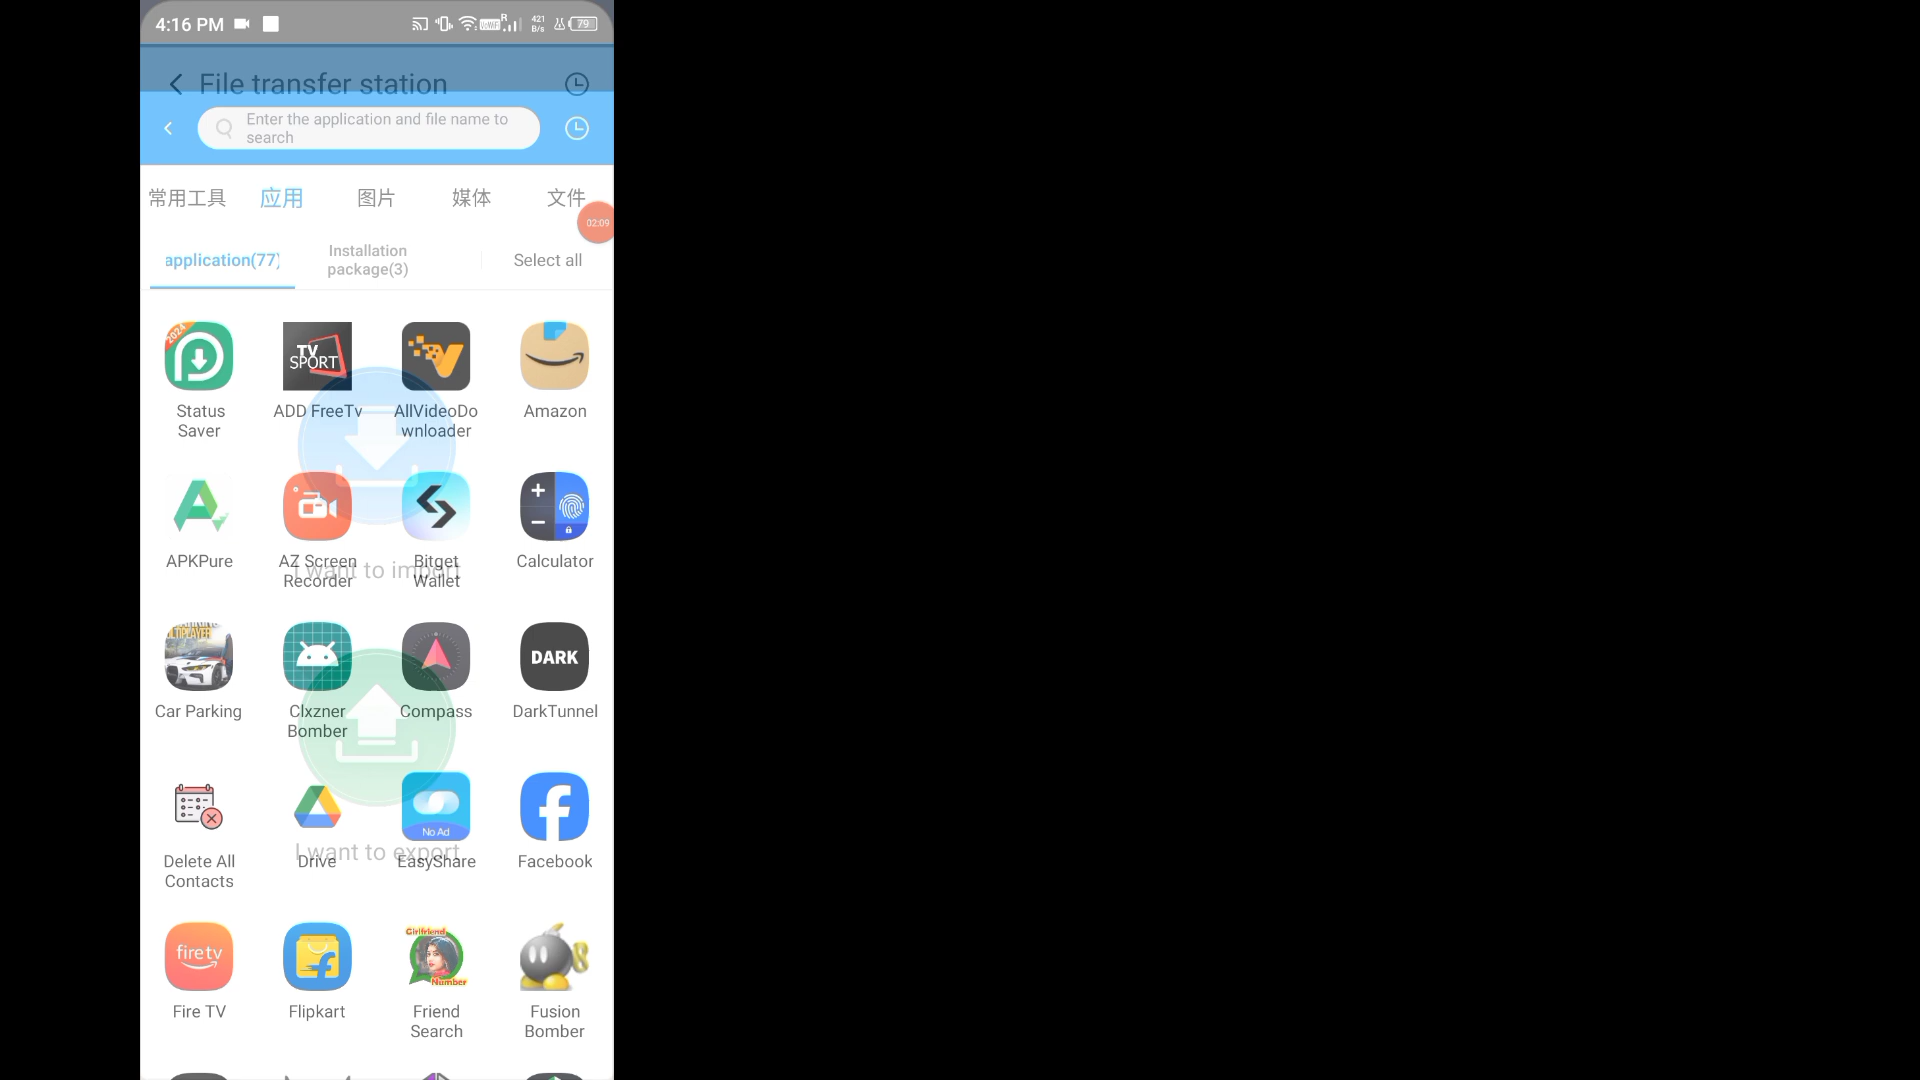 4:16 PM
VoWiFi
R
421
B/s
79
File transfer station
Enter the application and file name to
search
常用工具 应用 图片 媒体 文件
02:09
application(77)
Installation
package(3)
Select all
2024
TV
SPORT
Status
Saver
ADD FreeTv
AllVideoDo
wnloader
Amazon
APKPure
AZ Screen
Recorder
Bitget
Wallet
Calculator
I want to import
DARK
Car Parking
Clxzner
Bomber
Compass
DarkTunnel
No Ad
I want to export
Delete All
Contacts
Drive
EasyShare
Facebook
firetv
Girlfriend
Number
Fire TV
Flipkart
Friend
Search
Fusion
Bomber